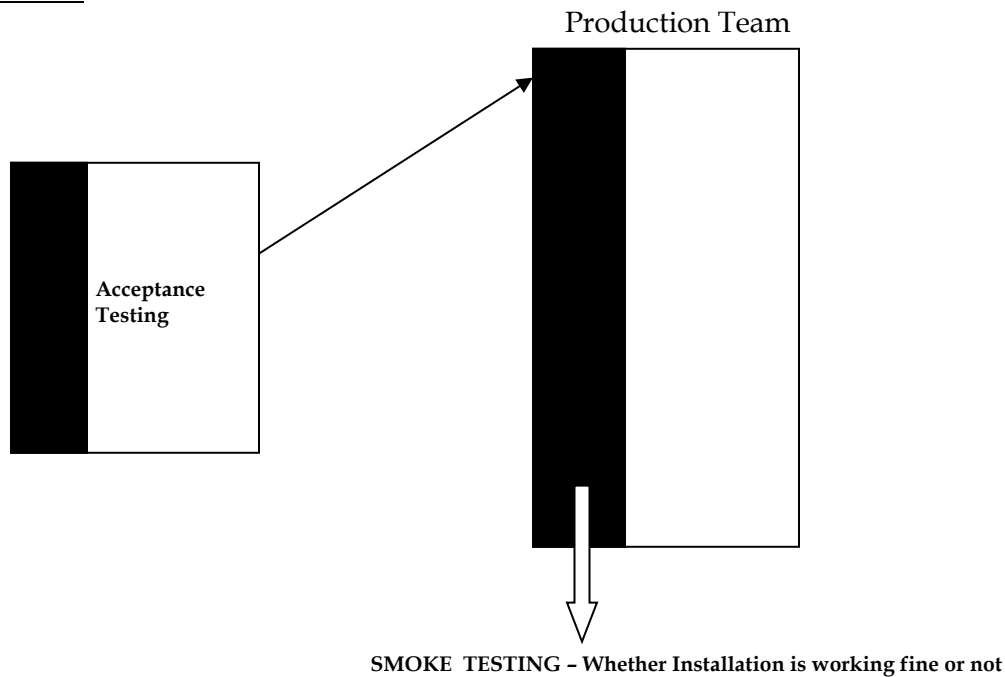 Production Team
Acceptance
Testing
SMOKE TESTING – Whether Installation is working fine or not